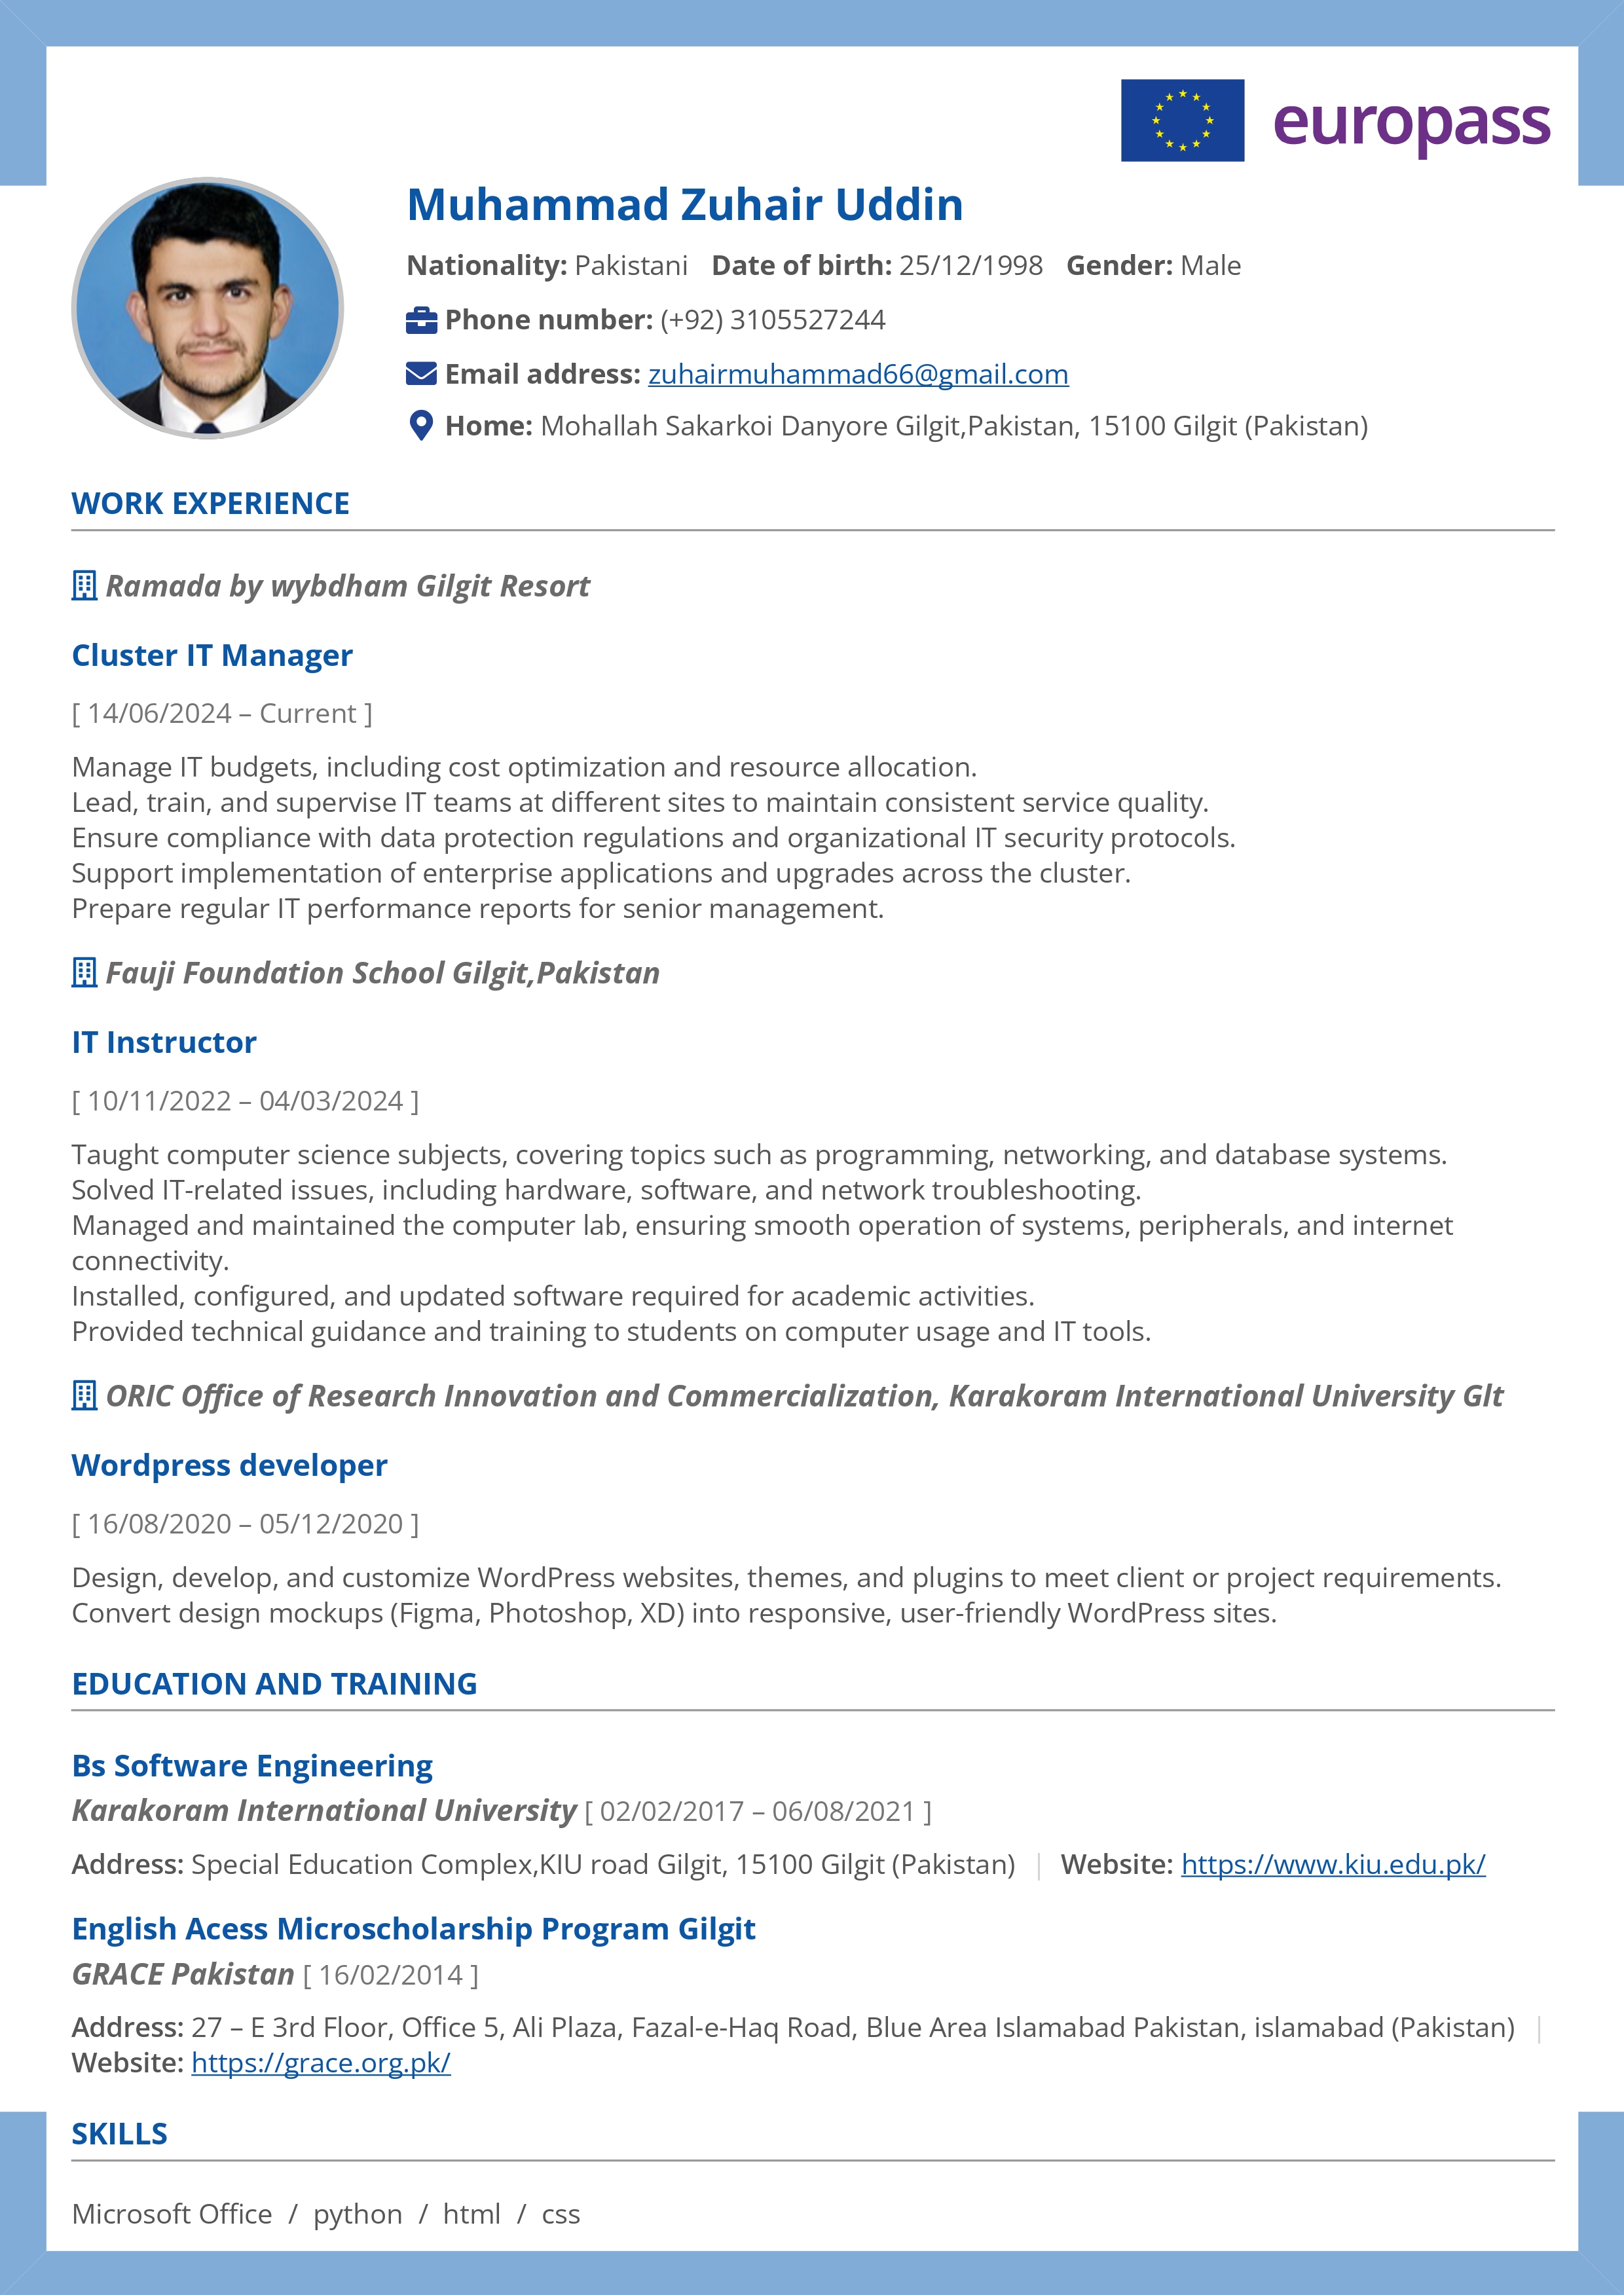 europass
Muhammad Zuhair Uddin
Nationality: Pakistani Date of birth: 25/12/1998 Gender: Male
Phone number: (+92) 3105527244
Email address: zuhairmuhammad66@gmail.com
Home: Mohallah Sakarkoi Danyore Gilgit,Pakistan, 15100 Gilgit (Pakistan)
WORK EXPERIENCE
Ramada by wybdham Gilgit Resort
Cluster IT Manager
[ 14/06/2024 – Current ]
Manage IT budgets, including cost optimization and resource allocation.
Lead, train, and supervise IT teams at different sites to maintain consistent service quality.
Ensure compliance with data protection regulations and organizational IT security protocols.
Support implementation of enterprise applications and upgrades across the cluster.
Prepare regular IT performance reports for senior management.
Fauji Foundation School Gilgit,Pakistan
IT Instructor
[ 10/11/2022 – 04/03/2024 ]
Taught computer science subjects, covering topics such as programming, networking, and database systems.
Solved IT-related issues, including hardware, software, and network troubleshooting.
Managed and maintained the computer lab, ensuring smooth operation of systems, peripherals, and internet
connectivity.
Installed, configured, and updated software required for academic activities.
Provided technical guidance and training to students on computer usage and IT tools.
ORIC Office of Research Innovation and Commercialization, Karakoram International University Glt
Wordpress developer
[ 16/08/2020 – 05/12/2020 ]
Design, develop, and customize WordPress websites, themes, and plugins to meet client or project requirements.
Convert design mockups (Figma, Photoshop, XD) into responsive, user-friendly WordPress sites.
EDUCATION AND TRAINING
Bs Software Engineering
Karakoram International University [ 02/02/2017 – 06/08/2021 ]
Address: Special Education Complex,KIU road Gilgit, 15100 Gilgit (Pakistan) | Website: https://www.kiu.edu.pk/
English Acess Microscholarship Program Gilgit
GRACE Pakistan [ 16/02/2014 ]
Address: 27 – E 3rd Floor, Office 5, Ali Plaza, Fazal-e-Haq Road, Blue Area Islamabad Pakistan, islamabad (Pakistan) |
Website: https://grace.org.pk/
SKILLS
Microsoft Office / python / html / css